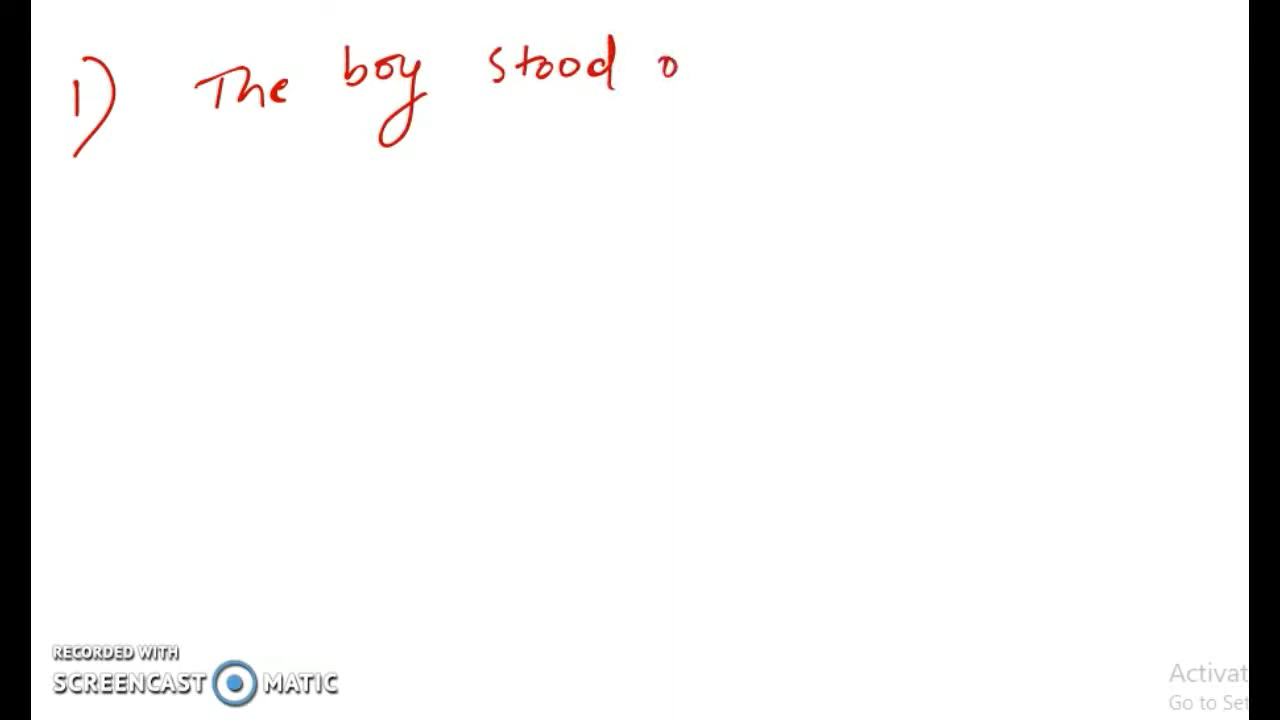 1) The boy stood o
RECORDED WITH
SCREENCAST MATIC
Activat
Go to Set